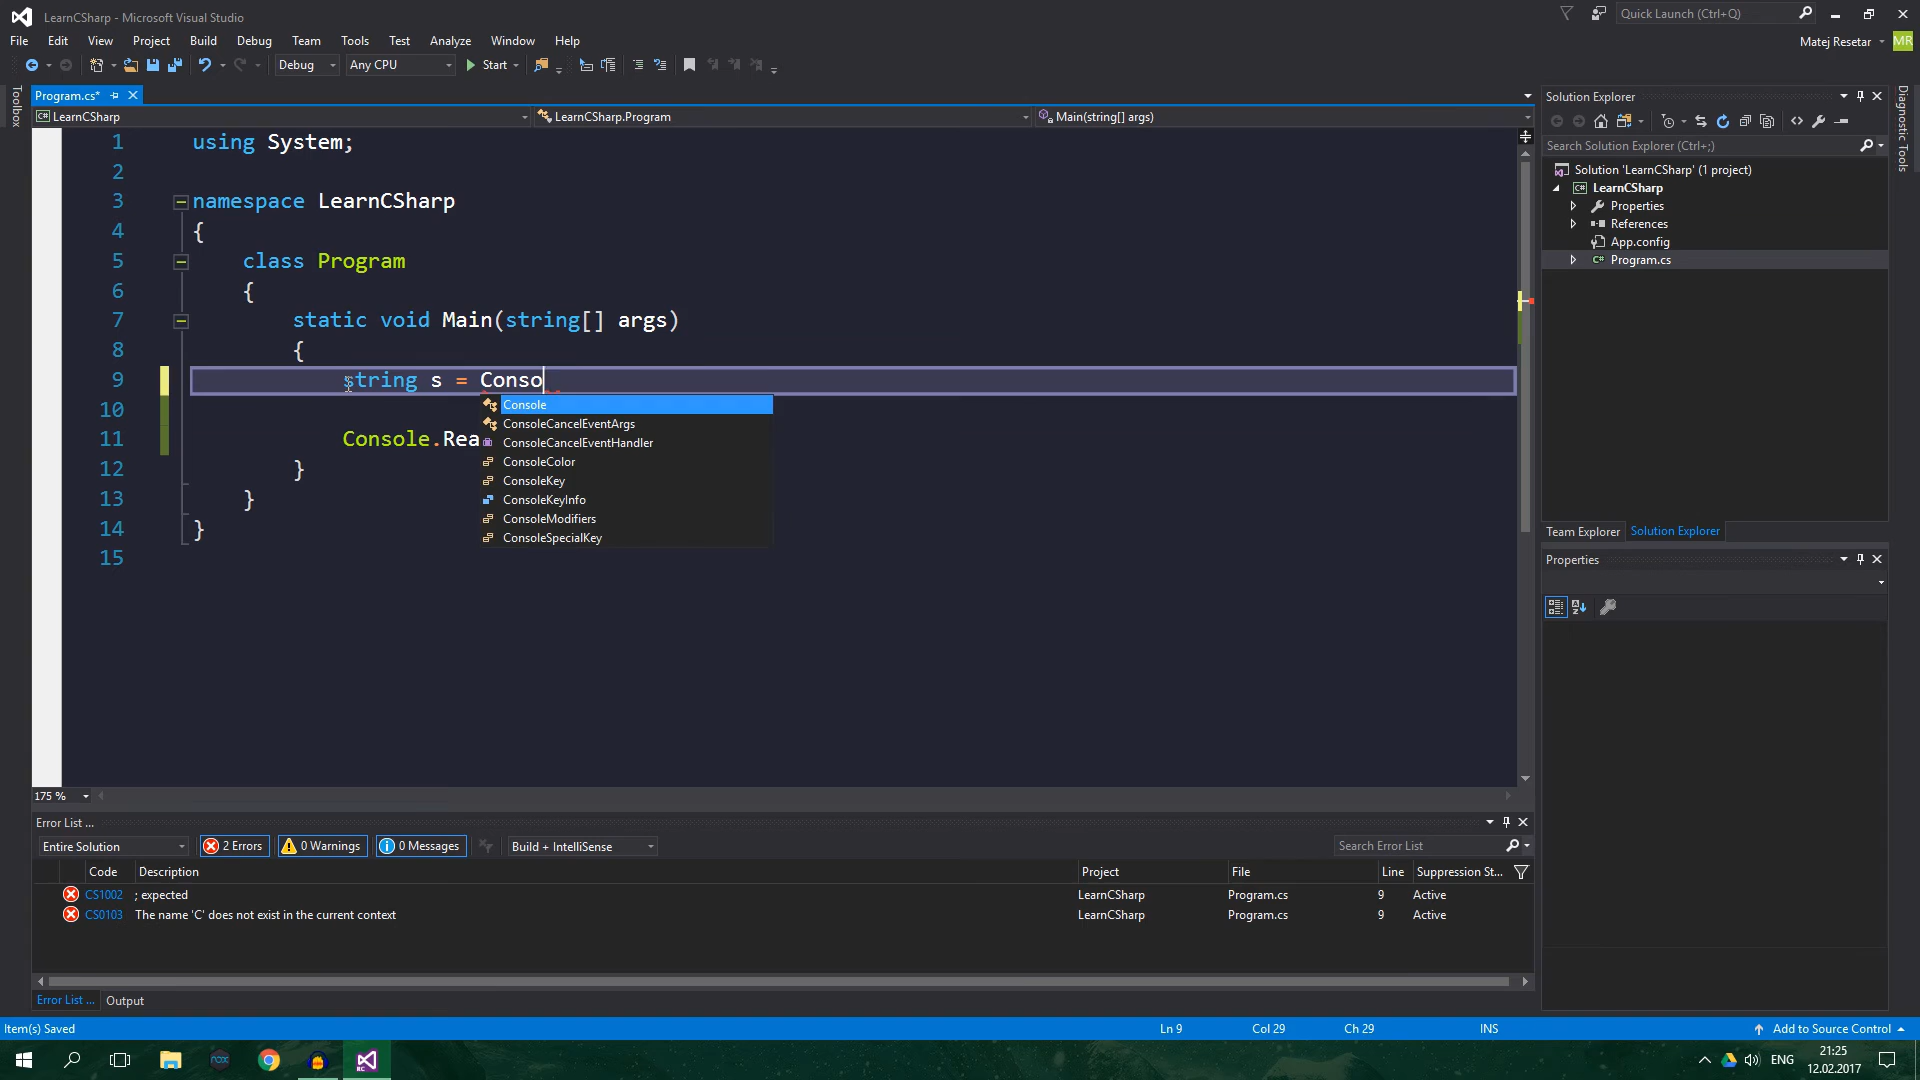 LearnCSharp - Microsoft Visual Studio
Quick Launch (Ctrl+Q)
File Edit View Project Build Debug Team Tools Test Analyze Window Help
Matej Resetar MR
Debug Any CPU Start
Toolbox
Program.cs*
LearnCSharp
LearnCSharp.Program
Main(string[] args)
1 using System;
2
3 namespace LearnCSharp
4 {
5 class Program
6 {
7 static void Main(string[] args)
8 {
9 string s = Conso
10
11 Console.Rea
12 }
13 }
14 }
15
Console
ConsoleCancelEventArgs
ConsoleCancelEventHandler
ConsoleColor
ConsoleKey
ConsoleKeyInfo
ConsoleModifiers
ConsoleSpecialKey
Solution Explorer
Search Solution Explorer (Ctrl+;)
Solution 'LearnCSharp' (1 project)
LearnCSharp
Properties
References
App.config
Program.cs
Team Explorer Solution Explorer
Properties
Diagnostic Tools
175 %
Error List ...
Entire Solution 2 Errors 0 Warnings 0 Messages Build + IntelliSense Search Error List
Code Description Project File Line Suppression St...
CS1002 ; expected LearnCSharp Program.cs 9 Active
CS0103 The name 'C' does not exist in the current context LearnCSharp Program.cs 9 Active
Error List ... Output
Item(s) Saved Ln 9 Col 29 Ch 29 INS Add to Source Control
nox
RC
ENG
21:25
12.02.2017